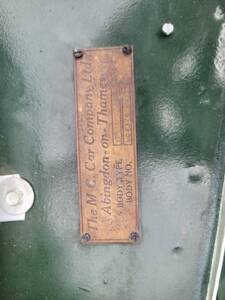 The M.G. Car Company Ltd.
Abingdon-on-Thames
BODY TYPE
BODY NO.